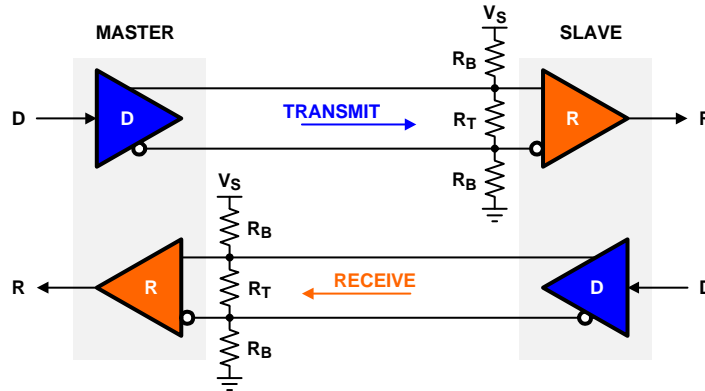 MASTER
VS
SLAVE
RB
D
D
TRANSMIT
RT
R
RB
VS
RB
R
R
RT
RECEIVE
D
RB